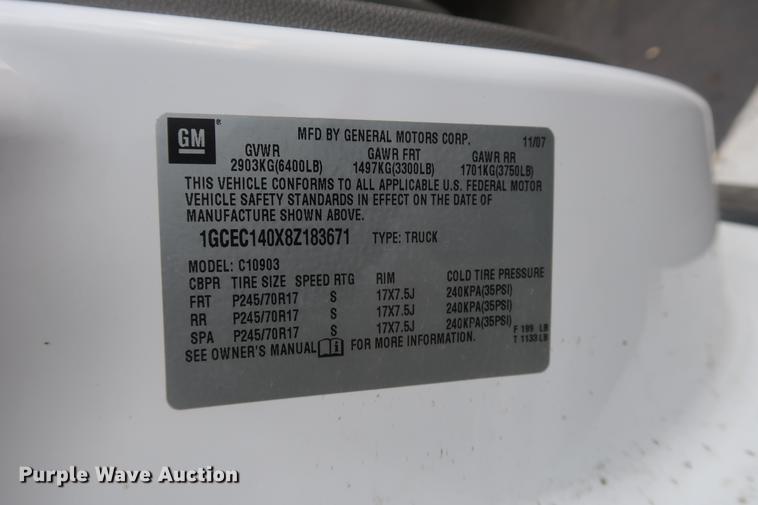 GM ® MFD BY GENERAL MOTORS CORP. 11/07
GVWR GAWR FRT GAWR RR
2903KG(6400LB) 1497KG(3300LB) 1701KG(3750LB)
THIS VEHICLE CONFORMS TO ALL APPLICABLE U.S. FEDERAL MOTOR
VEHICLE SAFETY STANDARDS IN EFFECT ON THE DATE OF
MANUFACTURE SHOWN ABOVE.
1GCEC140X8Z183671 TYPE: TRUCK
MODEL: C10903
CBPR TIRE SIZE SPEED RTG RIM COLD TIRE PRESSURE
FRT P245/70R17 S 17X7.5J 240KPA(35PSI)
RR P245/70R17 S 17X7.5J 240KPA(35PSI)
SPA P245/70R17 S 17X7.5J 240KPA(35PSI)
SEE OWNER'S MANUAL i FOR MORE INFORMATION.
F 199 LB
T 1133 LB
Purple Wave Auction